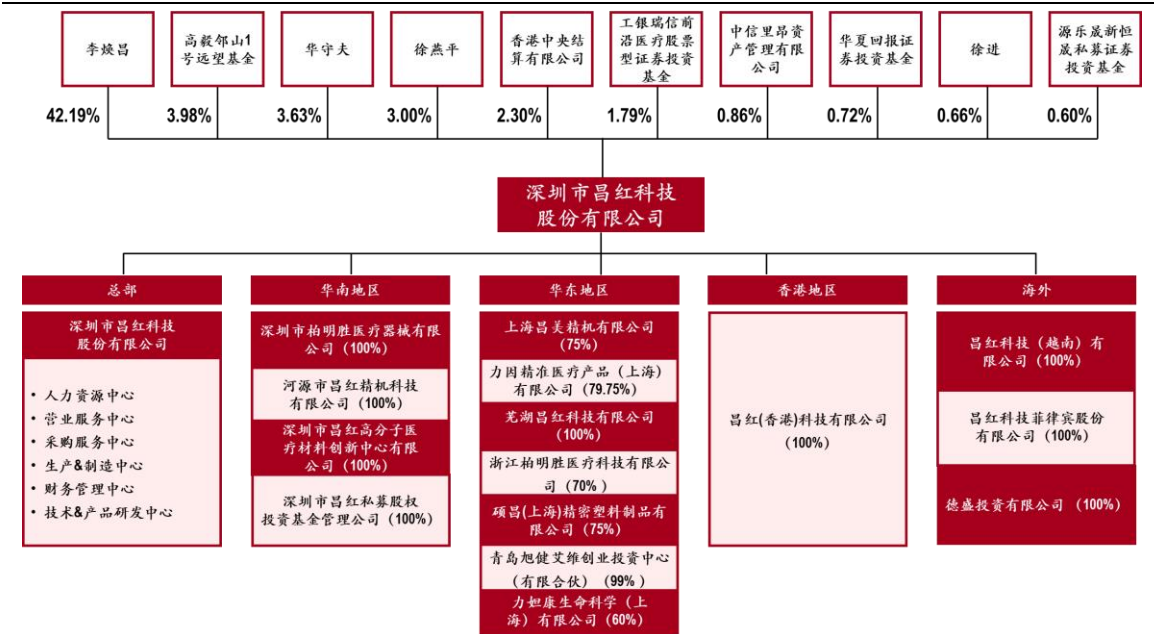 李焕昌
高毅邻山1
号远望基金
华守夫
徐燕平
香港中央结
算有限公司
工银瑞信前
沿医疗股票
型证券投资
基金
中信里昂资
产管理有限
公司
华夏回报证
券投资基金
徐进
源乐晟新恒
晟私募证券
投资基金
42.19%
3.98%
3.63%
3.00%
2.30%
1.79%
0.86%
0.72%
0.66%
0.60%
深圳市昌红科技
股份有限公司
总部
深圳市昌红科技
股份有限公司
• 人力资源中心
• 营业服务中心
• 采购服务中心
• 生产&制造中心
• 财务管理中心
• 技术&产品研发中心
华南地区
深圳市柏明胜医疗器械有限
公司（100%）
河源市昌红精机科技
有限公司（100%）
深圳市昌红高分子医
疗材料创新中心有限
公司（100%）
深圳市昌红私募股权
投资基金管理公司（100%）
华东地区
上海昌美精机有限公司
(75%）
力因精准医疗产品（上海）
有限公司（79.75%）
芜湖昌红科技有限公司
（100%）
浙江柏明胜医疗科技有限公
司（70%）
硕昌(上海)精密塑料制品有
限公司（75%）
青岛旭健艾维创业投资中心
（有限合伙）（99%）
力妲康生命科学（上
海）有限公司（60%）
香港地区
昌红(香港)科技有限公司
（100%）
海外
昌红科技（越南）有
限公司（100%）
昌红科技菲律宾股份
有限公司（100%）
德盛投资有限公司（100%）